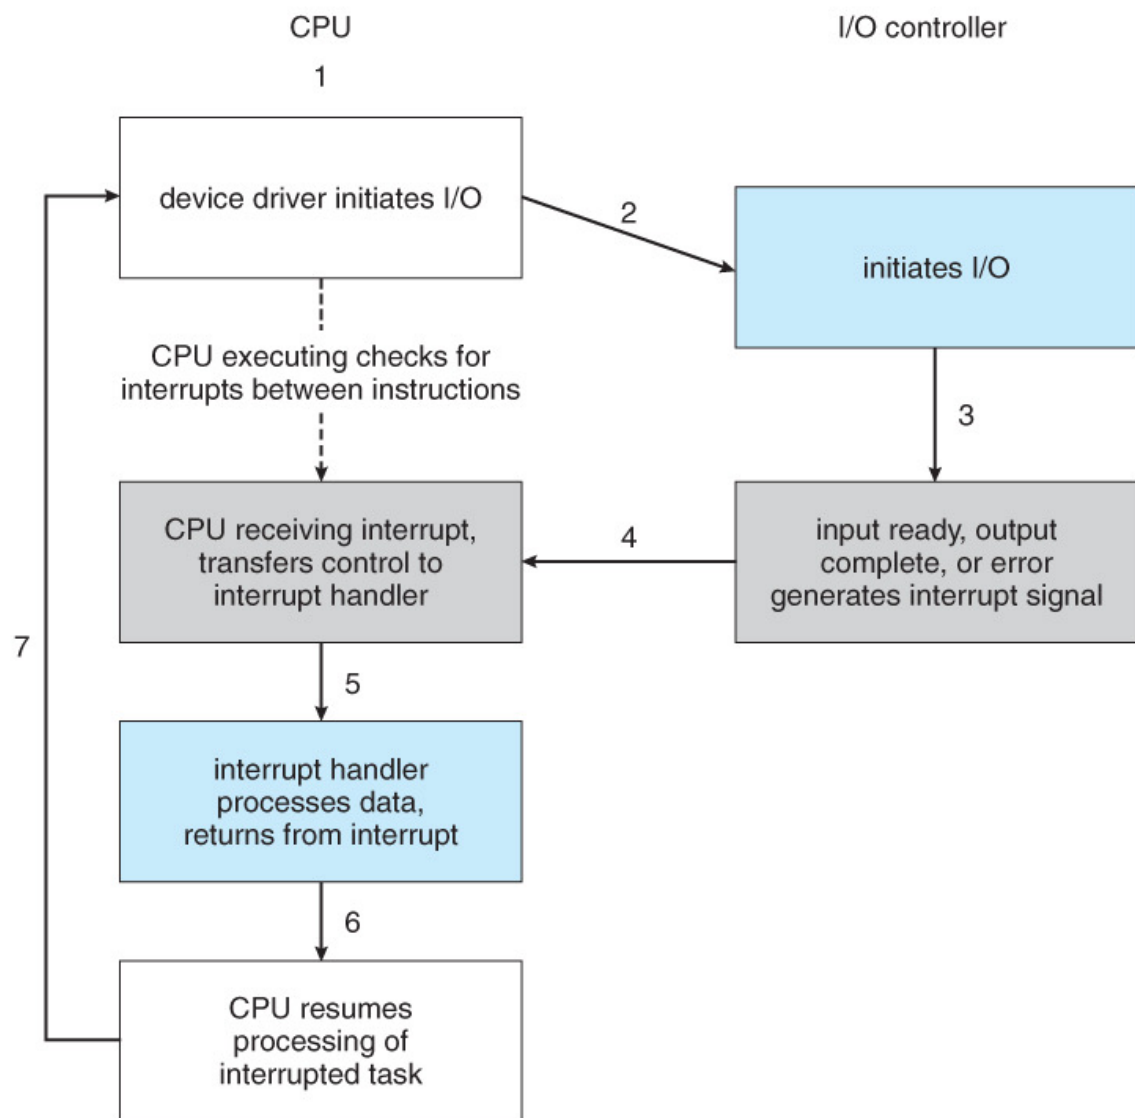 CPU
I/O controller
1
device driver initiates I/O
2
initiates I/O
CPU executing checks for
interrupts between instructions
3
CPU receiving interrupt,
transfers control to
interrupt handler
4
input ready, output
complete, or error
generates interrupt signal
7
5
interrupt handler
processes data,
returns from interrupt
6
CPU resumes
processing of
interrupted task